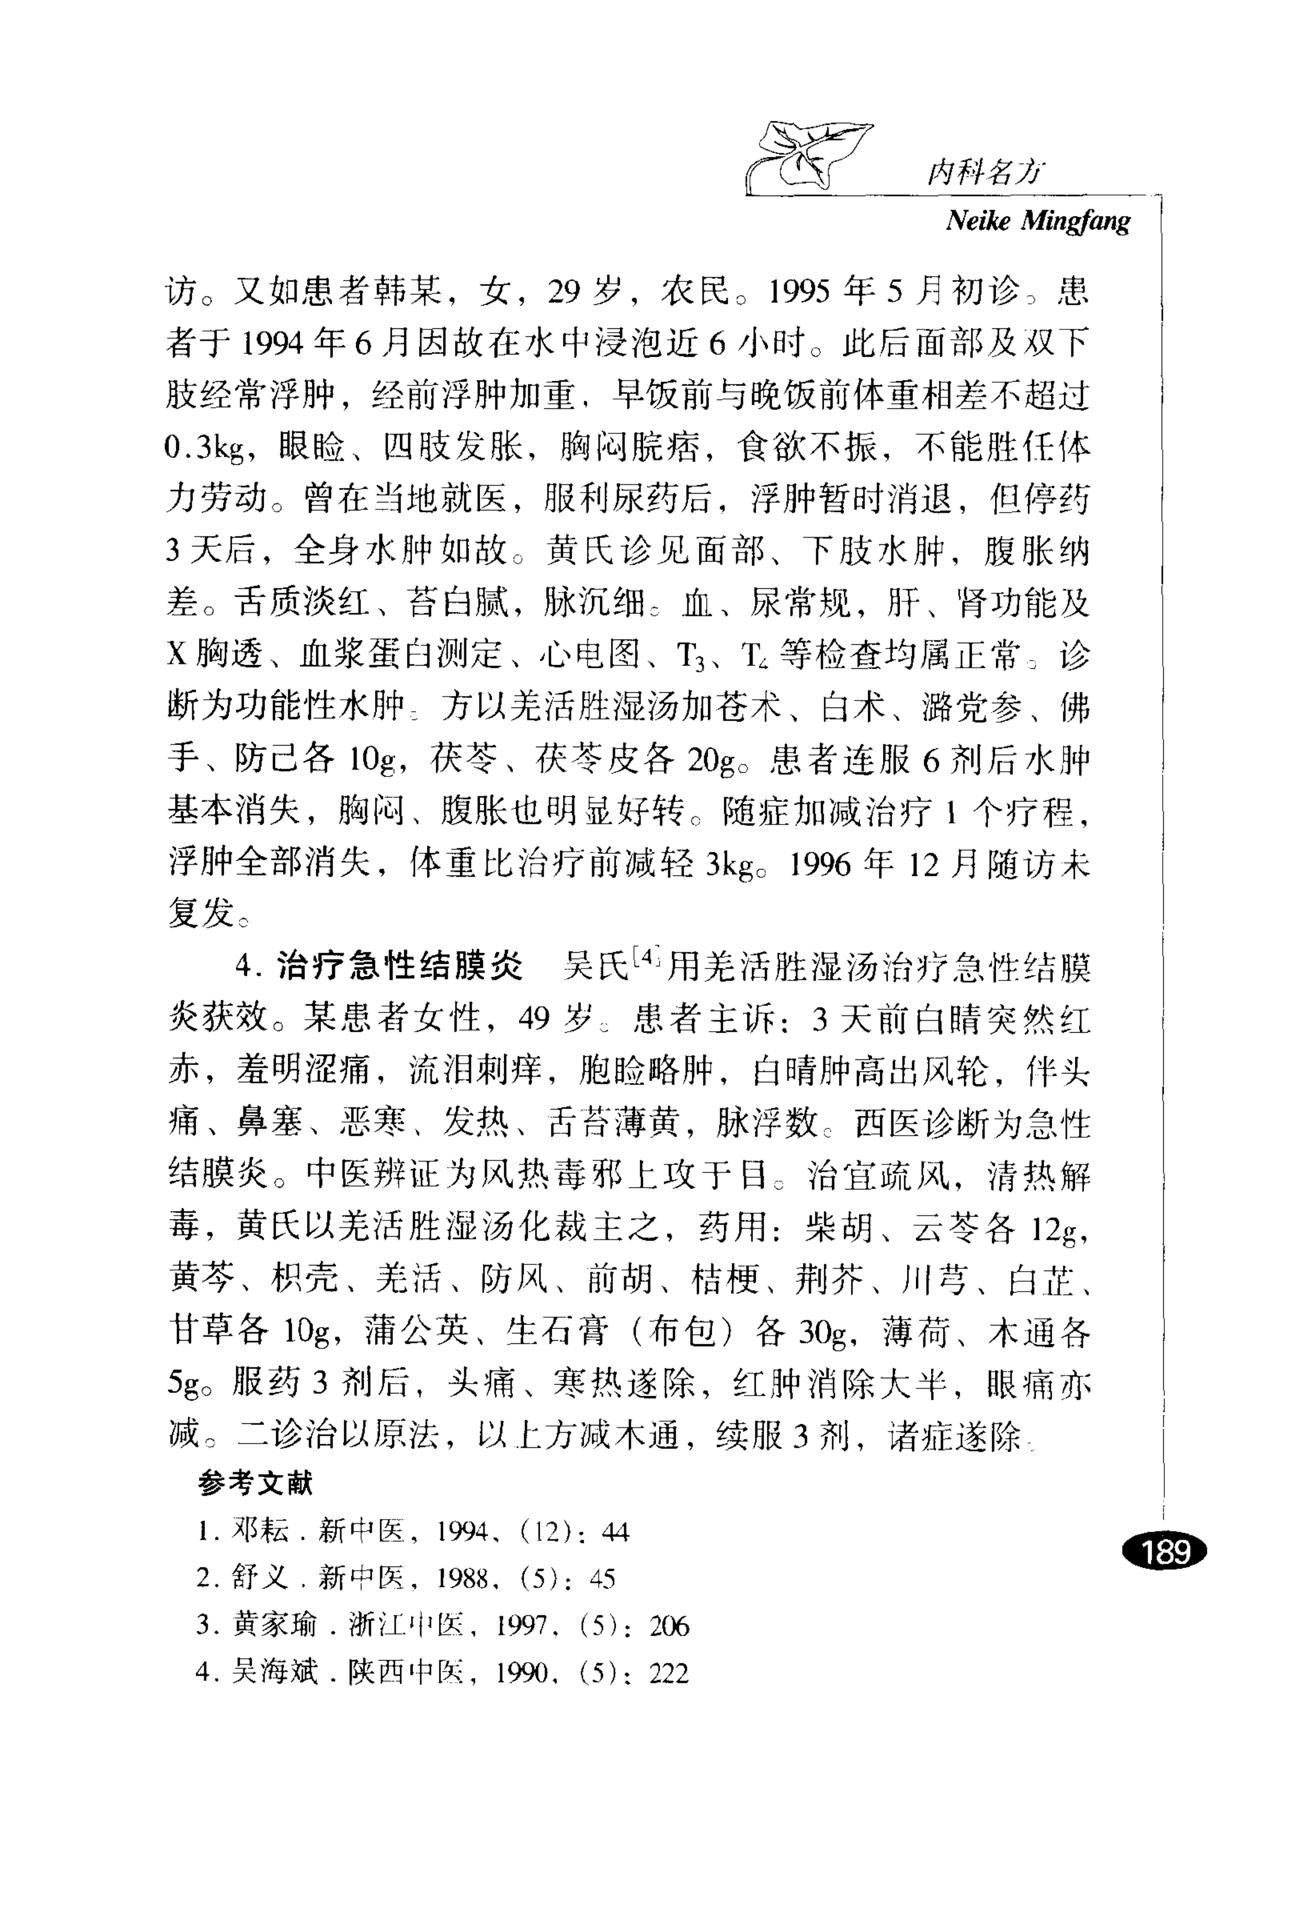 内科名方
Neike Mingfang
访。又如患者韩某，女，29岁，农民。1995年5月初诊。患
者于1994年6月因故在水中浸泡近6小时。此后面部及双下
肢经常浮肿，经前浮肿加重，早饭前与晚饭前体重相差不超过
0.3kg，眼睑、四肢发胀，胸闷脘痞，食欲不振，不能胜任体
力劳动。曾在当地就医，服利尿药后，浮肿暂时消退，但停药
3天后，全身水肿如故。黄氏诊见面部、下肢水肿，腹胀纳
差。舌质淡红、苔白腻，脉沉细。血、尿常规，肝、肾功能及
X胸透、血浆蛋白测定、心电图、T₃、T₄等检查均属正常。诊
断为功能性水肿。方以羌活胜湿汤加苍术、白术、潞党参、佛
手、防己各10g，茯苓、茯苓皮各20g。患者连服6剂后水肿
基本消失，胸闷、腹胀也明显好转。随症加减治疗1个疗程，
浮肿全部消失，体重比治疗前减轻3kg。1996年12月随访未
复发。
4.治疗急性结膜炎 吴氏[4]用羌活胜湿汤治疗急性结膜
炎获效。某患者女性，49岁。患者主诉：3天前白睛突然红
赤，羞明涩痛，流泪刺痒，胞睑略肿，白睛肿高出风轮，伴头
痛、鼻塞、恶寒、发热、舌苔薄黄，脉浮数。西医诊断为急性
结膜炎。中医辨证为风热毒邪上攻于目。治宜疏风，清热解
毒，黄氏以羌活胜湿汤化裁主之，药用：柴胡、云苓各12g，
黄芩、枳壳、羌活、防风、前胡、桔梗、荆芥、川芎、白芷、
甘草各10g，蒲公英、生石膏（布包）各30g，薄荷、木通各
5g。服药3剂后，头痛、寒热遂除，红肿消除大半，眼痛亦
减。二诊治以原法，以上方减木通，续服3剂，诸症遂除。
参考文献
1.邓耘．新中医，1994，(12)：44
2.舒义．新中医，1988，(5)：45
3.黄家瑜．浙江中医，1997，(5)：206
4.吴海斌．陕西中医，1990，(5)：222
189